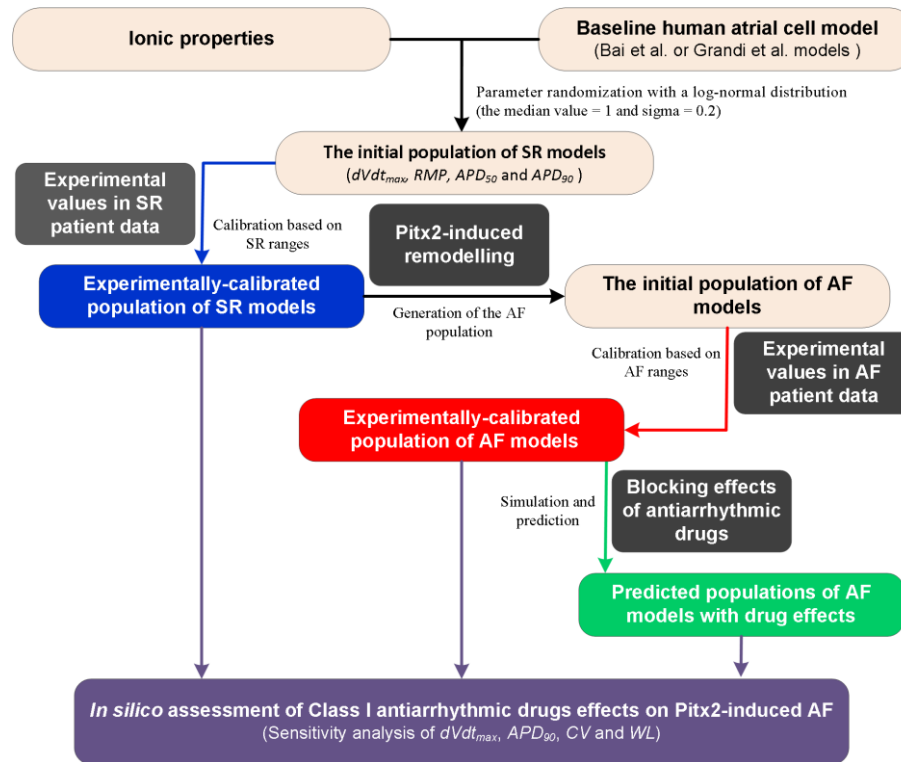 Ionic properties
Baseline human atrial cell model
(Bai et al. or Grandi et al. models )
Parameter randomization with a log-normal distribution
(the median value = 1 and sigma = 0.2)
The initial population of SR models
(dVdtmax, RMP, APD50 and APD90 )
Experimental
values in SR
patient data
Calibration based on
SR ranges
Pitx2-induced
remodelling
Experimentally-calibrated
population of SR models
Generation of the AF
population
The initial population of AF
models
Calibration based on
AF ranges
Experimental
values in AF
patient data
Experimentally-calibrated
population of AF models
Simulation and
prediction
Blocking effects
of antiarrhythmic
drugs
Predicted populations of AF
models with drug effects
In silico assessment of Class I antiarrhythmic drugs effects on Pitx2-induced AF
(Sensitivity analysis of dVdtmax, APD90, CV and WL)